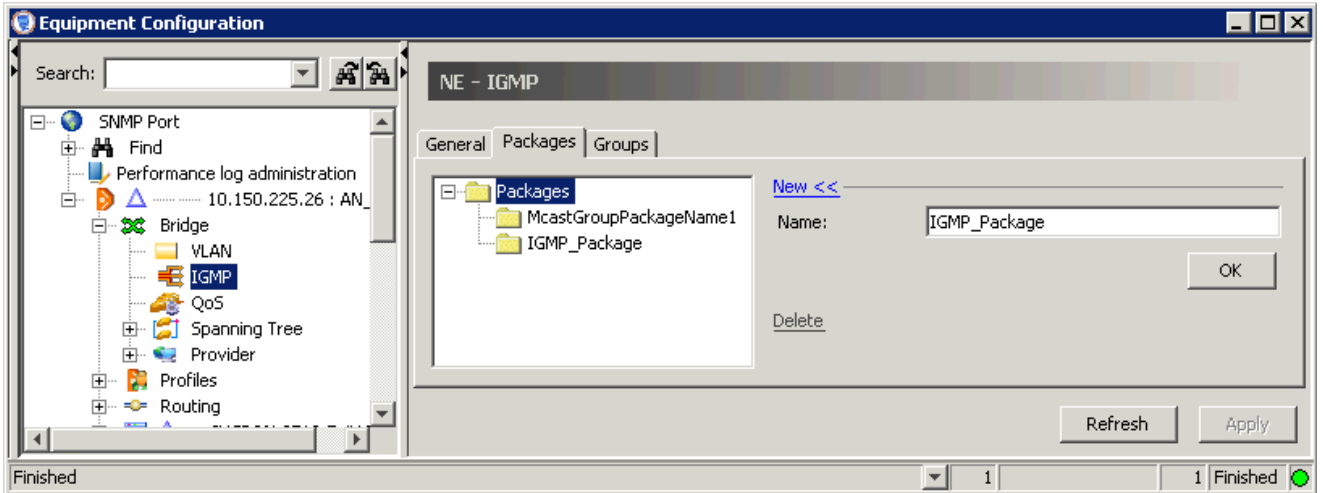 Equipment Configuration
Search:
SNMP Port
Find
Performance log administration
10.150.225.26 : AN_
Bridge
VLAN
IGMP
QoS
Spanning Tree
Provider
Profiles
Routing
NE - IGMP
General Packages Groups
Packages
McastGroupPackageName1
IGMP_Package
New <<
Name: IGMP_Package
OK
Delete
Refresh Apply
Finished 1 1 Finished